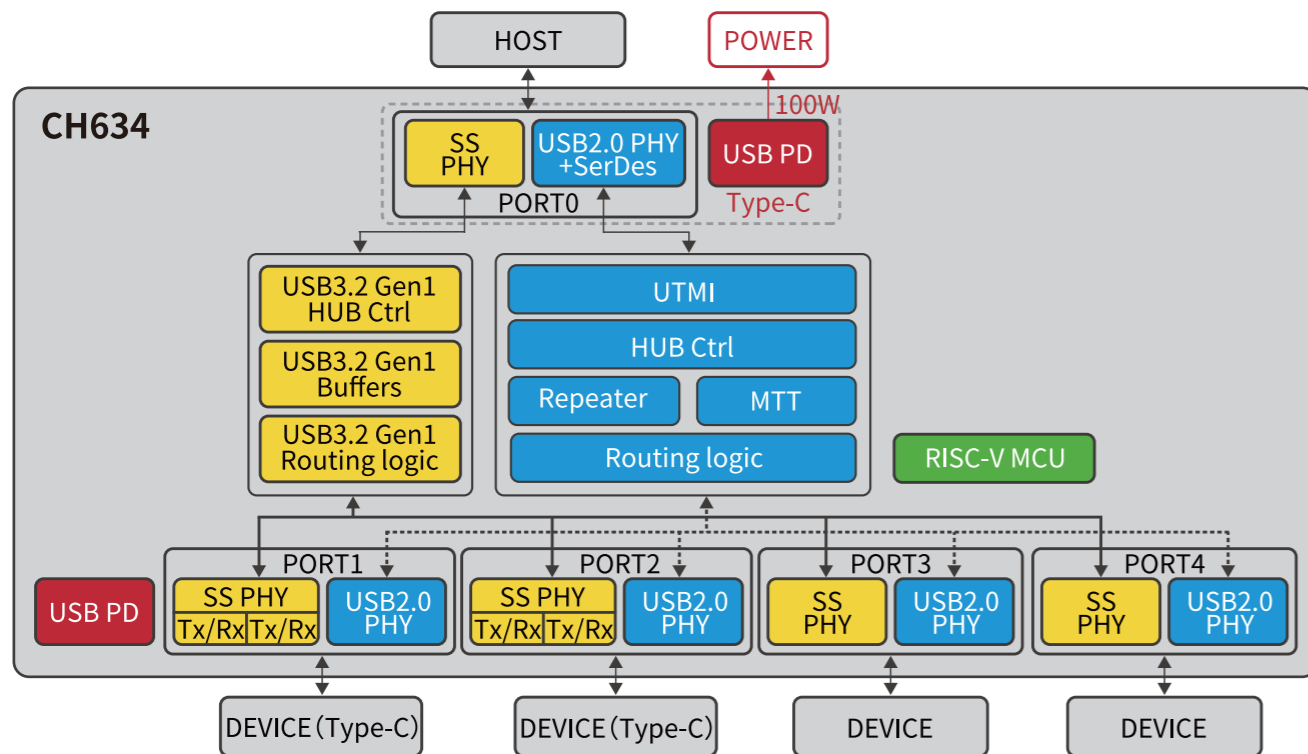 HOST
POWER
CH634
100W
SS
PHY
USB2.0 PHY
+SerDes
USB PD
PORT0
Type-C
USB3.2 Gen1
HUB Ctrl
USB3.2 Gen1
Buffers
USB3.2 Gen1
Routing logic
UTMI
HUB Ctrl
Repeater
MTT
Routing logic
RISC-V MCU
USB PD
PORT1
SS PHY
Tx/Rx
Tx/Rx
USB2.0
PHY
PORT2
SS PHY
Tx/Rx
Tx/Rx
USB2.0
PHY
PORT3
SS
PHY
USB2.0
PHY
PORT4
SS
PHY
USB2.0
PHY
DEVICE（Type-C）
DEVICE（Type-C）
DEVICE
DEVICE